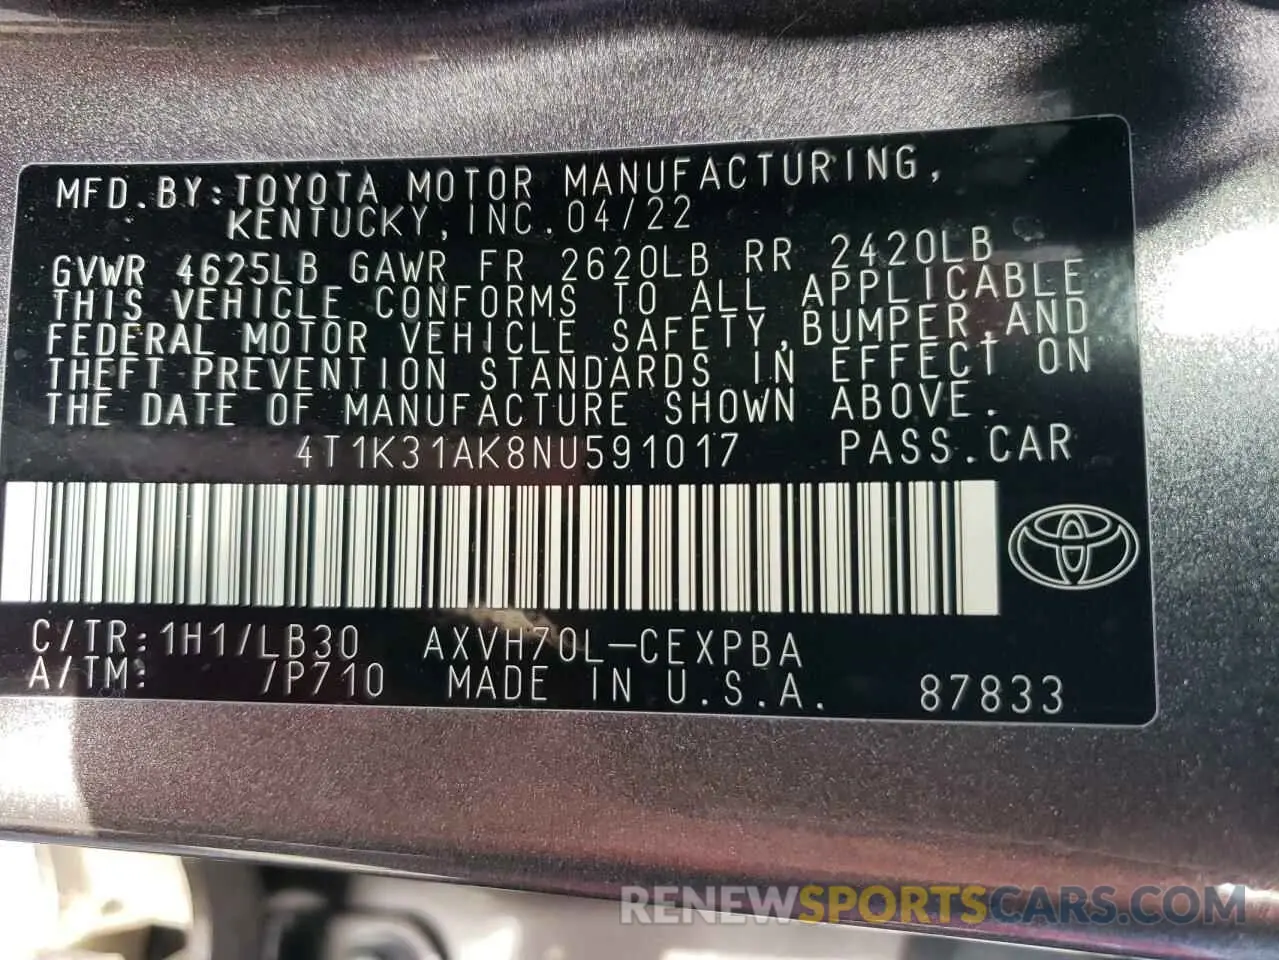 MFD.BY:TOYOTA MOTOR MANUFACTURING,
KENTUCKY,INC.04/22
GVWR 4625LB GAWR FR 2620LB RR 2420LB
THIS VEHICLE CONFORMS TO ALL APPLICABLE
FEDERAL MOTOR VEHICLE SAFETY,BUMPER,AND
THEFT PREVENTION STANDARDS IN EFFECT ON
THE DATE OF MANUFACTURE SHOWN ABOVE.
4T1K31AK8NU591017 PASS.CAR
C/TR:1H1/LB30 AXVH70L-CEXPBA
A/TM: /P710 MADE IN U.S.A. 87833
RENEWSPORTSCARS.COM